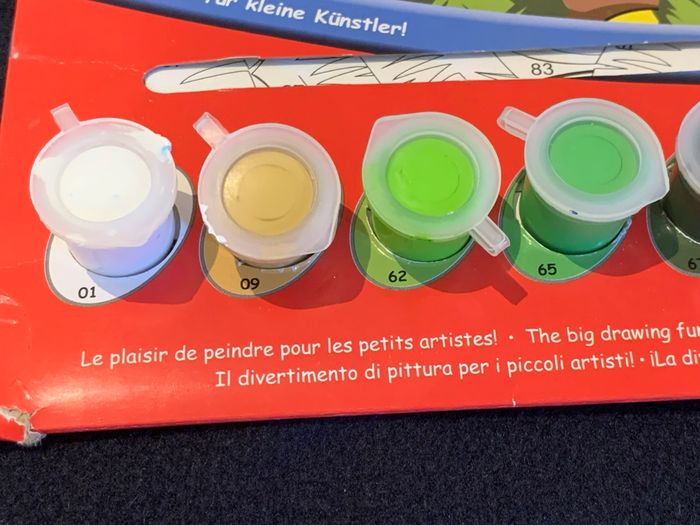 für kleine Künstler!
83
01
09
62
65
Le plaisir de peindre pour les petits artistes! • The big drawing fun
Il divertimento di pittura per i piccoli artisti! • ¡La